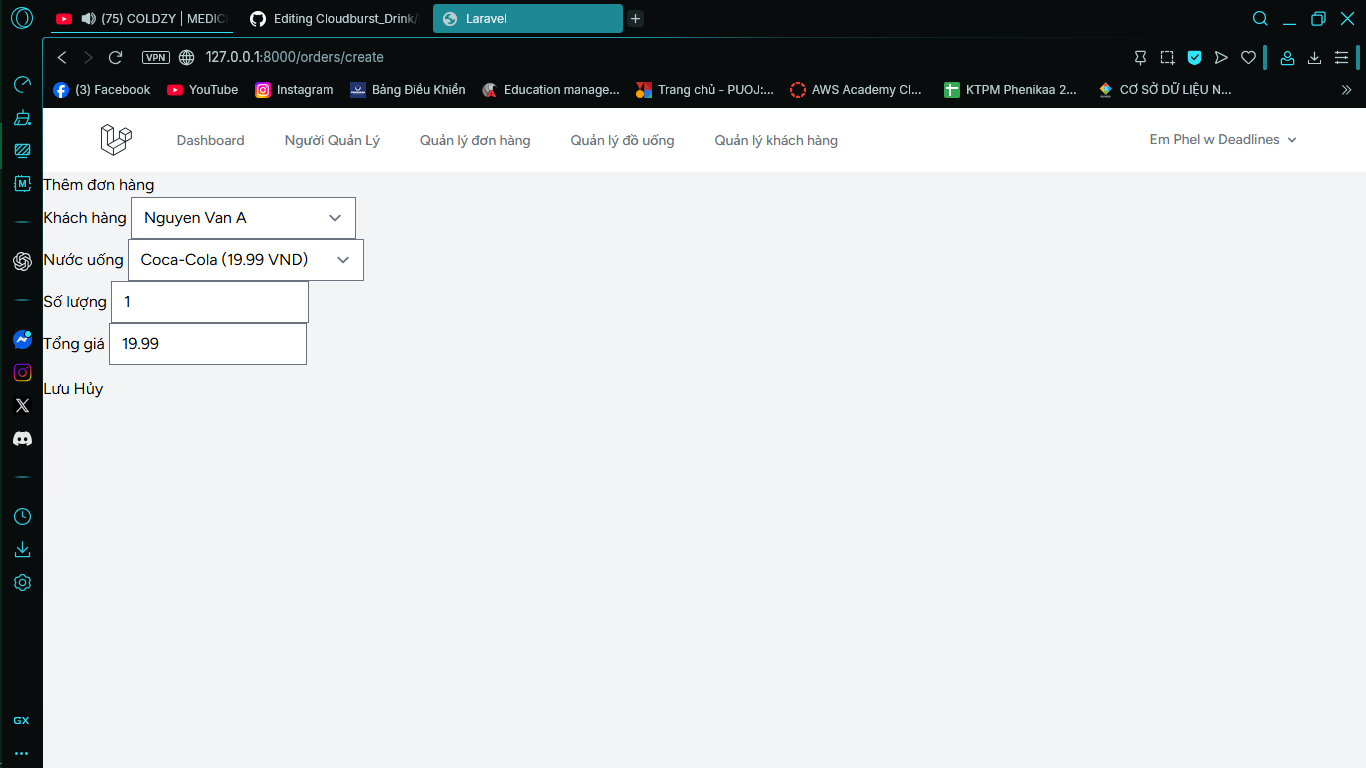 (75) COLDZY | MEDIC
Editing Cloudburst_Drink/
Laravel
VPN
127.0.0.1:8000/orders/create
(3) Facebook
YouTube
Instagram
Bảng Điều Khiển
Education manage...
Trang chủ - PUOJ:...
AWS Academy Cl...
KTPM Phenikaa 2...
CƠ SỞ DỮ LIỆU N...
Dashboard
Người Quản Lý
Quản lý đơn hàng
Quản lý đồ uống
Quản lý khách hàng
Em Phel w Deadlines
Thêm đơn hàng
Khách hàng Nguyen Van A
Nước uống Coca-Cola (19.99 VND)
Số lượng 1
Tổng giá 19.99
Lưu Hủy
M
GX